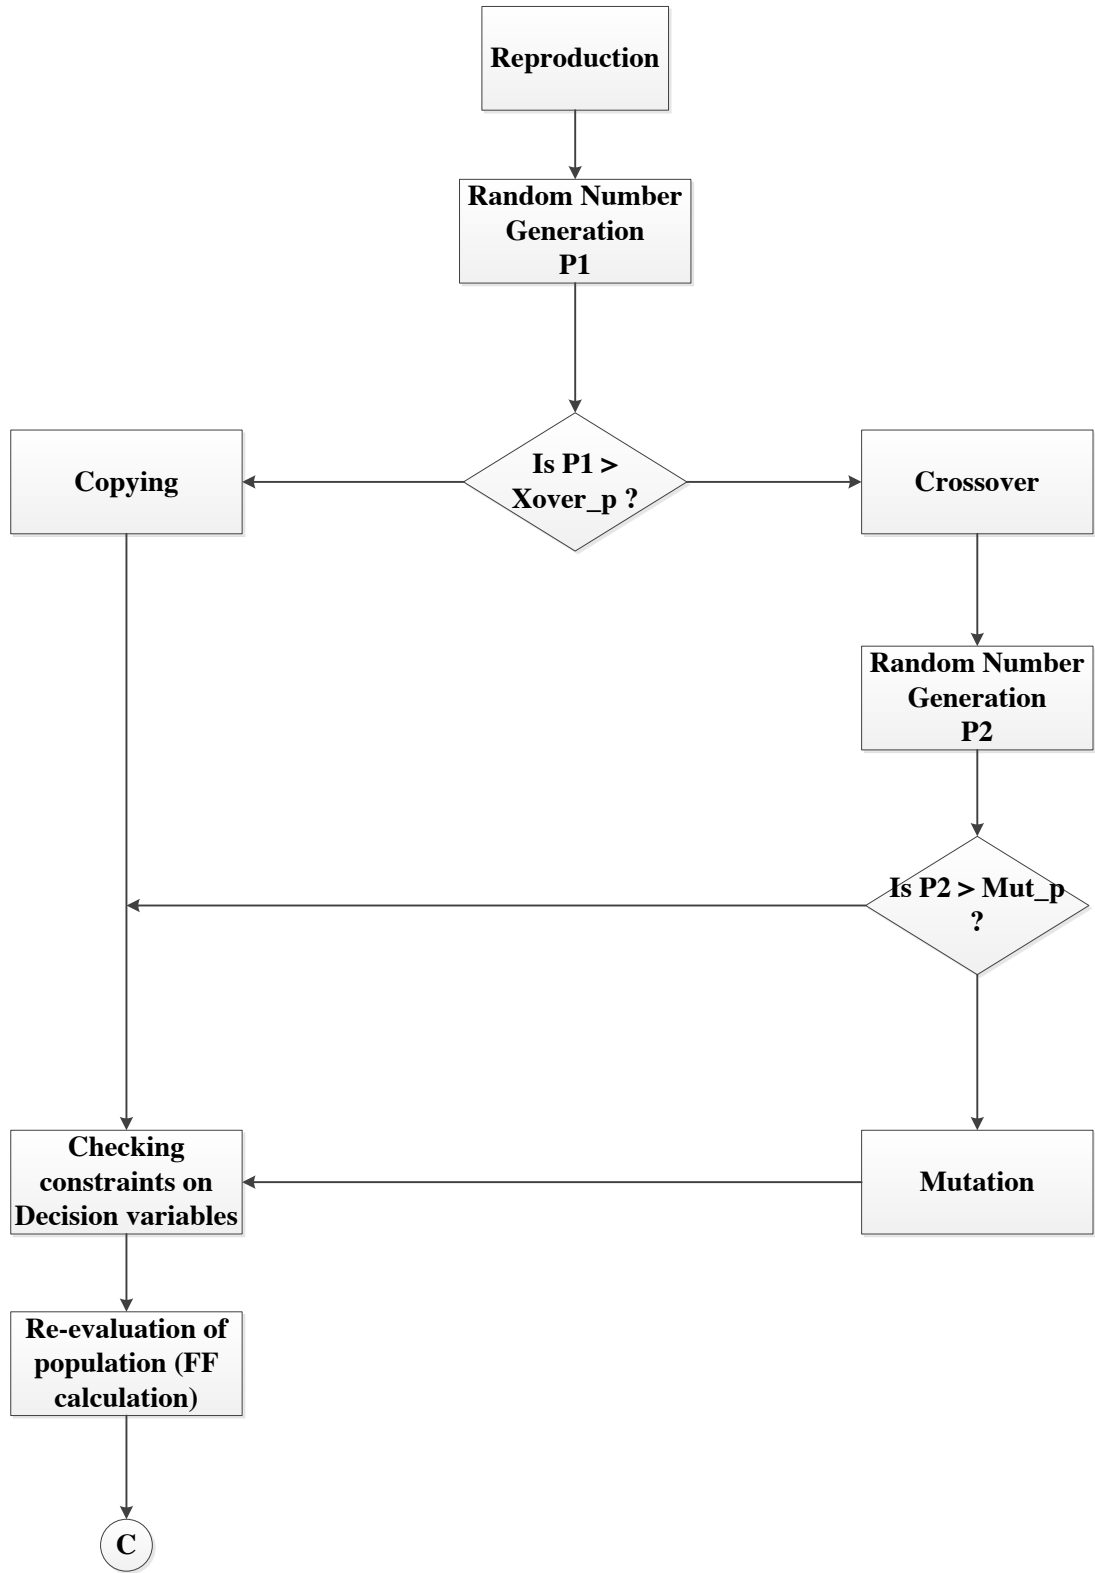 Reproduction
Random Number
Generation
P1
Is P1 >
Xover_p ?
Copying
Crossover
Random Number
Generation
P2
Is P2 > Mut_p
?
Checking
constraints on
Decision variables
Mutation
Re-evaluation of
population (FF
calculation)
C